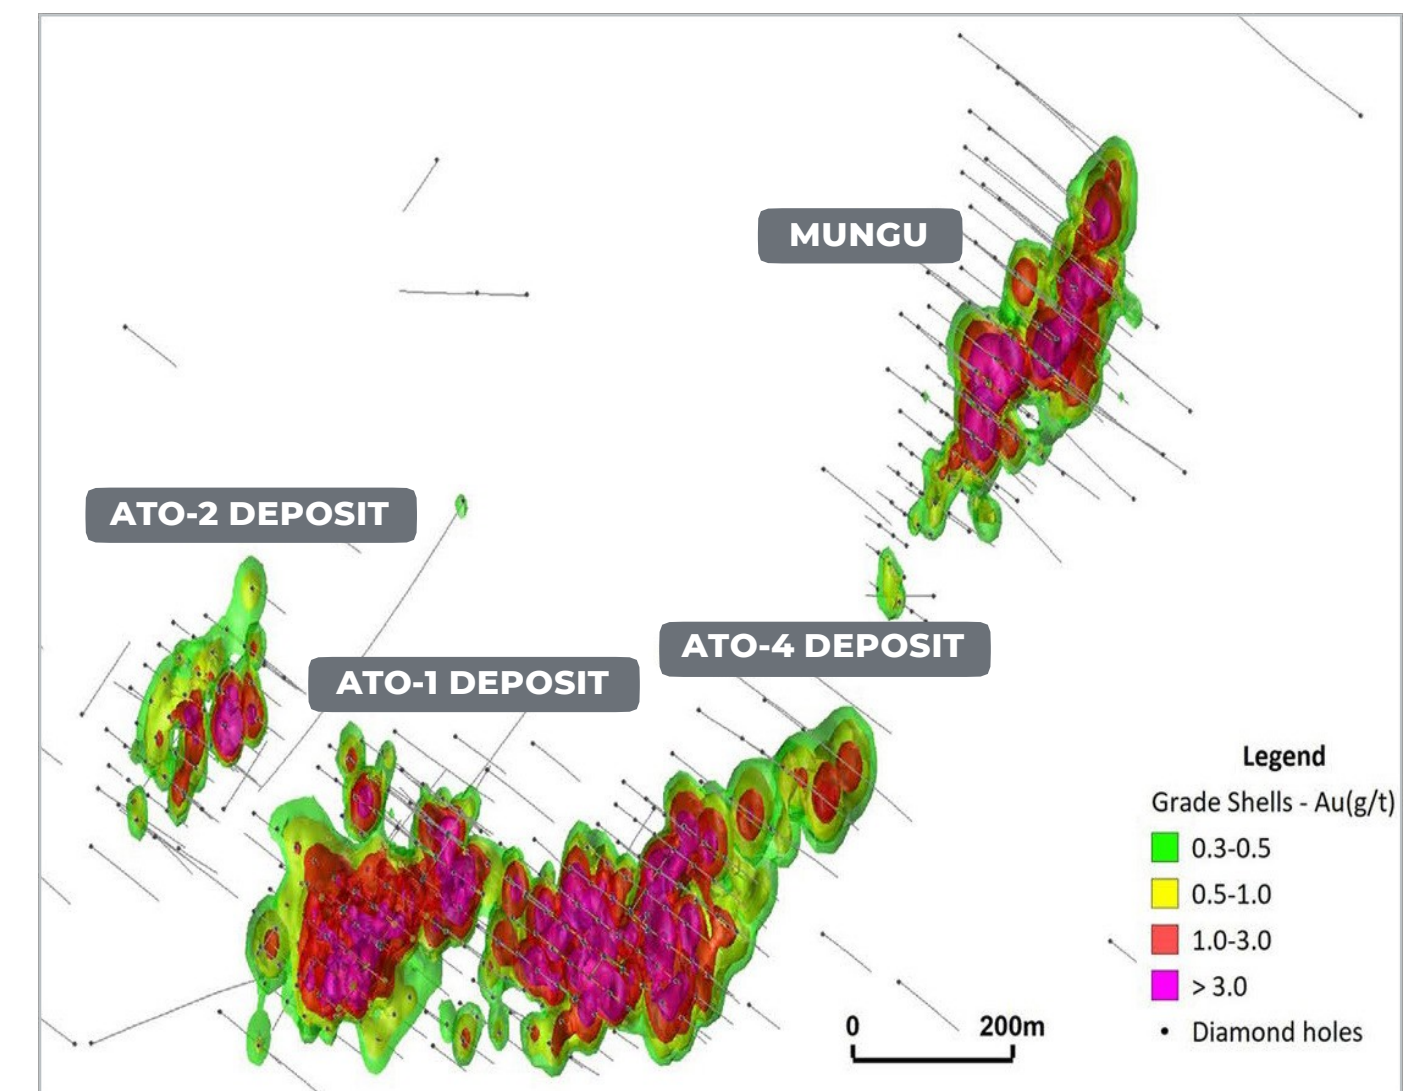 MUNGU
ATO-2 DEPOSIT
ATO-4 DEPOSIT
ATO-1 DEPOSIT
Legend
Grade Shells - Au(g/t)
0.3-0.5
0.5-1.0
1.0-3.0
> 3.0
Diamond holes
0 200m